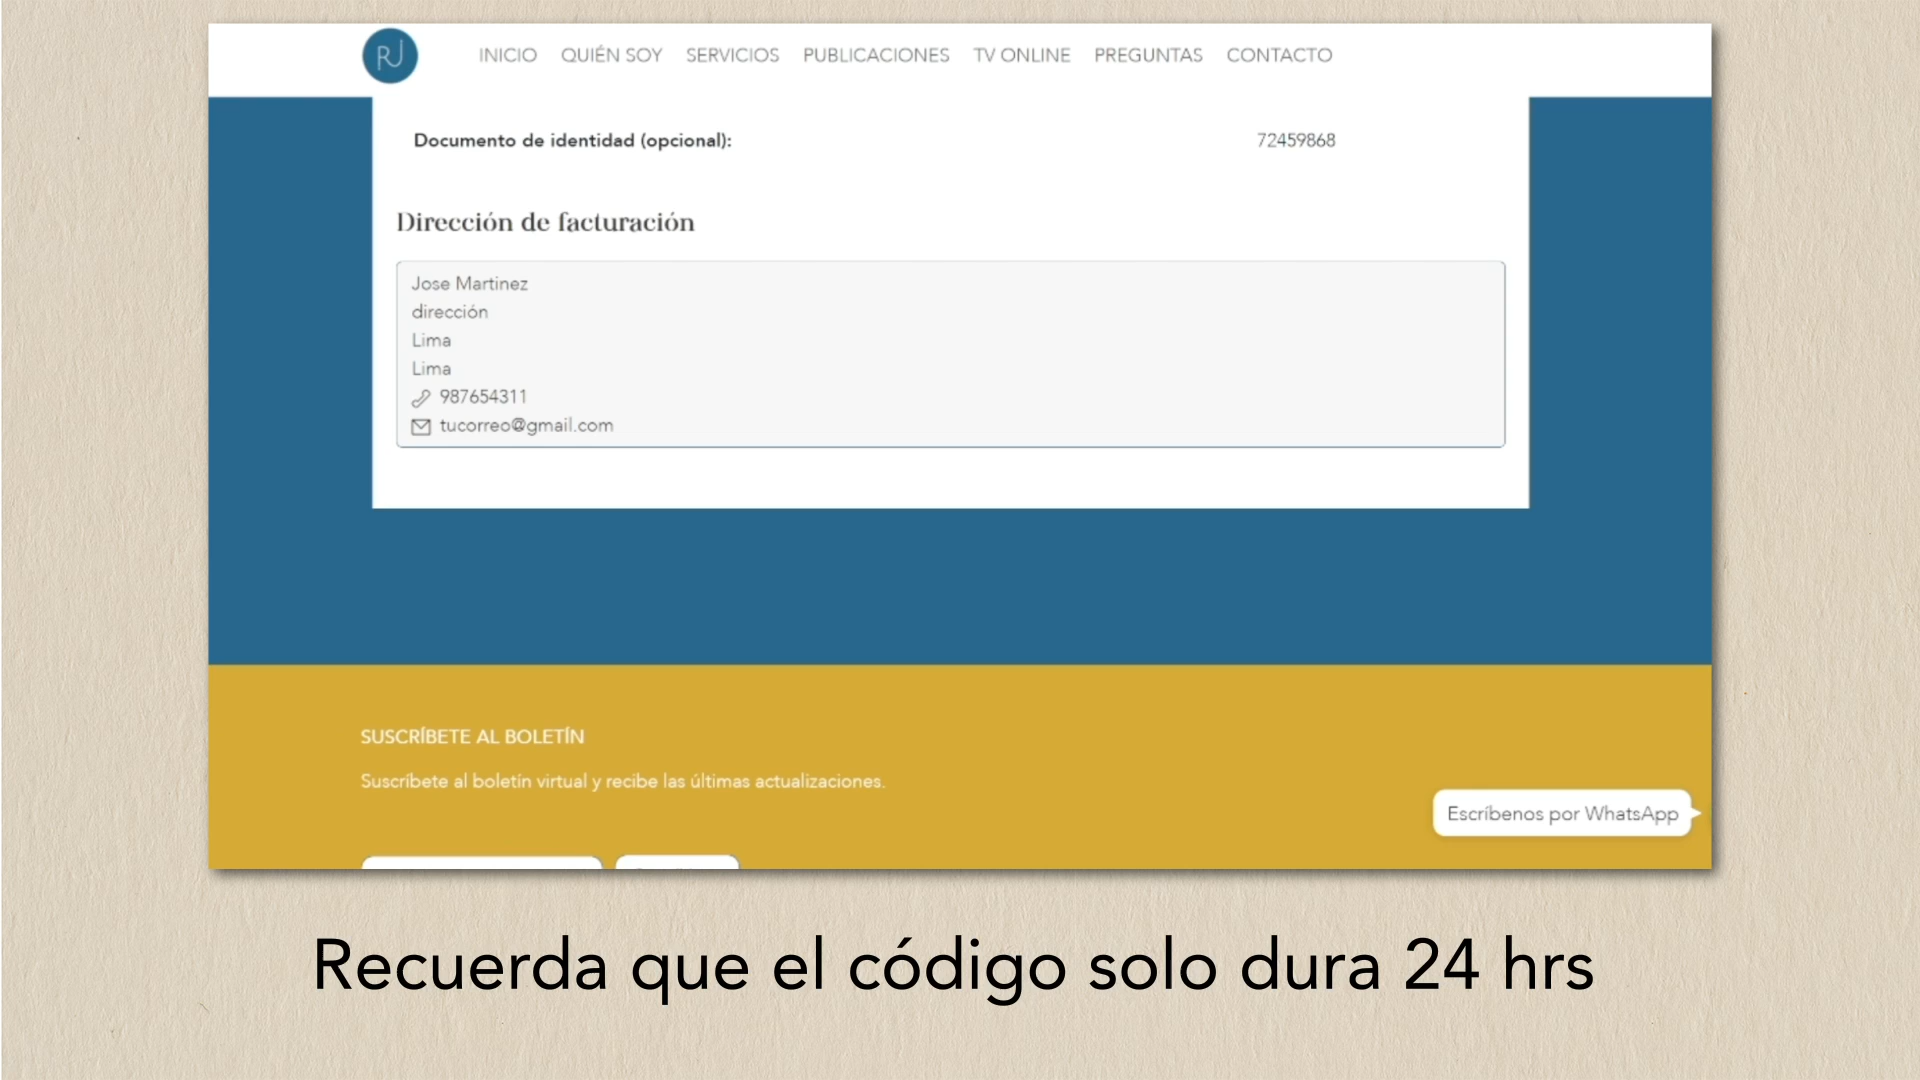 RJ
INICIO QUIÉN SOY SERVICIOS PUBLICACIONES TV ONLINE PREGUNTAS CONTACTO
Documento de identidad (opcional): 72459868
Dirección de facturación
Jose Martinez
dirección
Lima
Lima
987654311
tucorreo@gmail.com
SUSCRÍBETE AL BOLETÍN
Suscríbete al boletín virtual y recibe las últimas actualizaciones.
Escríbenos por WhatsApp
Recuerda que el código solo dura 24 hrs